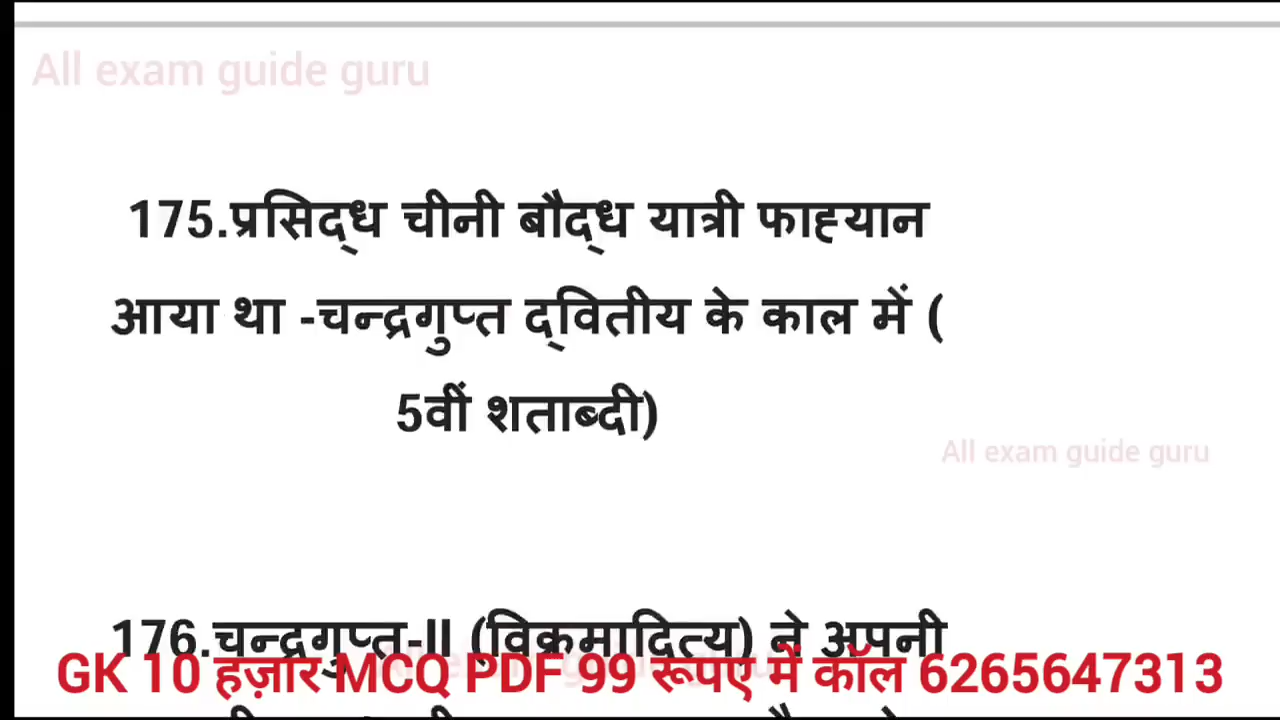 All exam guide guru
175.प्रसिद्ध चीनी बौद्ध यात्री फाह्यान
आया था -चन्द्रगुप्त द्वितीय के काल में (
5वीं शताब्दी)
All exam guide guru
176.चन्द्रगुप्त-II (विक्रमादित्य) ने अपनी
GK 10 हज़ार MCQ PDF 99 रूपए में कॉल 6265647313